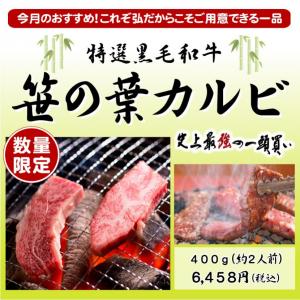 今月のおすすめ!これぞ弘だからこそご用意できる一品
特選黒毛和牛
笹の葉カルビ
数量
限定
史上最強の一頭買い
400g(約2人前)
6,458円(税込)